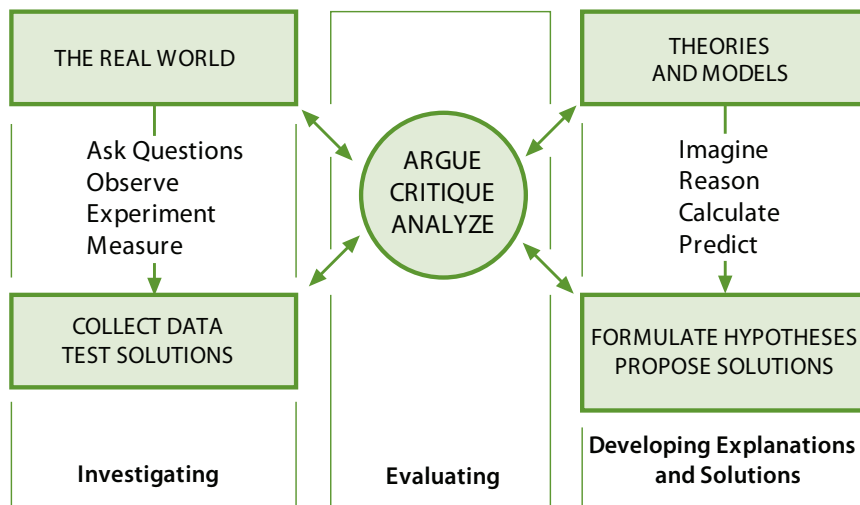 THE REAL WORLD
Ask Questions
Observe
Experiment
Measure
COLLECT DATA
TEST SOLUTIONS
Investigating
ARGUE
CRITIQUE
ANALYZE
Evaluating
THEORIES
AND MODELS
Imagine
Reason
Calculate
Predict
FORMULATE HYPOTHESES
PROPOSE SOLUTIONS
Developing Explanations
and Solutions